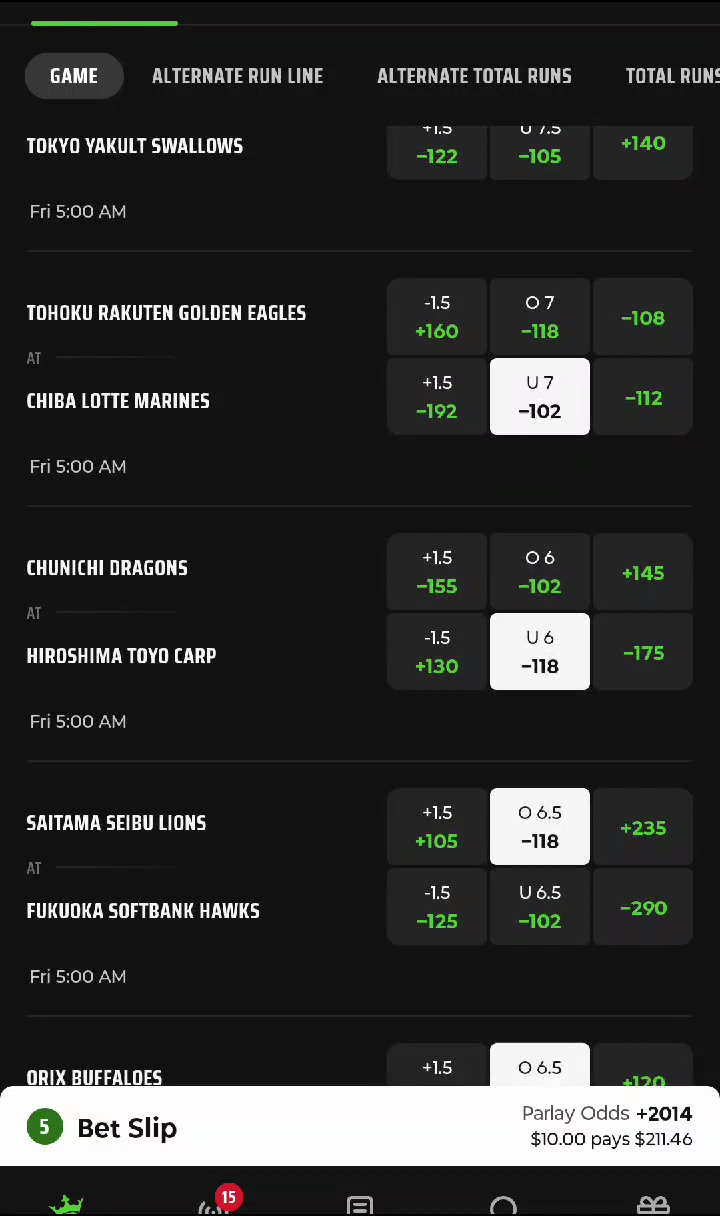 GAME ALTERNATE RUN LINE ALTERNATE TOTAL RUNS TOTAL RUNS
+1.5 U 7.5
TOKYO YAKULT SWALLOWS −122 −105 +140
Fri 5:00 AM
-1.5 O 7
TOHOKU RAKUTEN GOLDEN EAGLES +160 −118 −108
AT
+1.5 U 7
CHIBA LOTTE MARINES −192 −102 −112
Fri 5:00 AM
+1.5 O 6
CHUNICHI DRAGONS −155 −102 +145
AT
-1.5 U 6
HIROSHIMA TOYO CARP +130 −118 −175
Fri 5:00 AM
+1.5 O 6.5
SAITAMA SEIBU LIONS +105 −118 +235
AT
-1.5 U 6.5
FUKUOKA SOFTBANK HAWKS −125 −102 −290
Fri 5:00 AM
+1.5 O 6.5
ORIX BUFFALOES +120
5 Bet Slip
Parlay Odds +2014
$10.00 pays $211.46
15